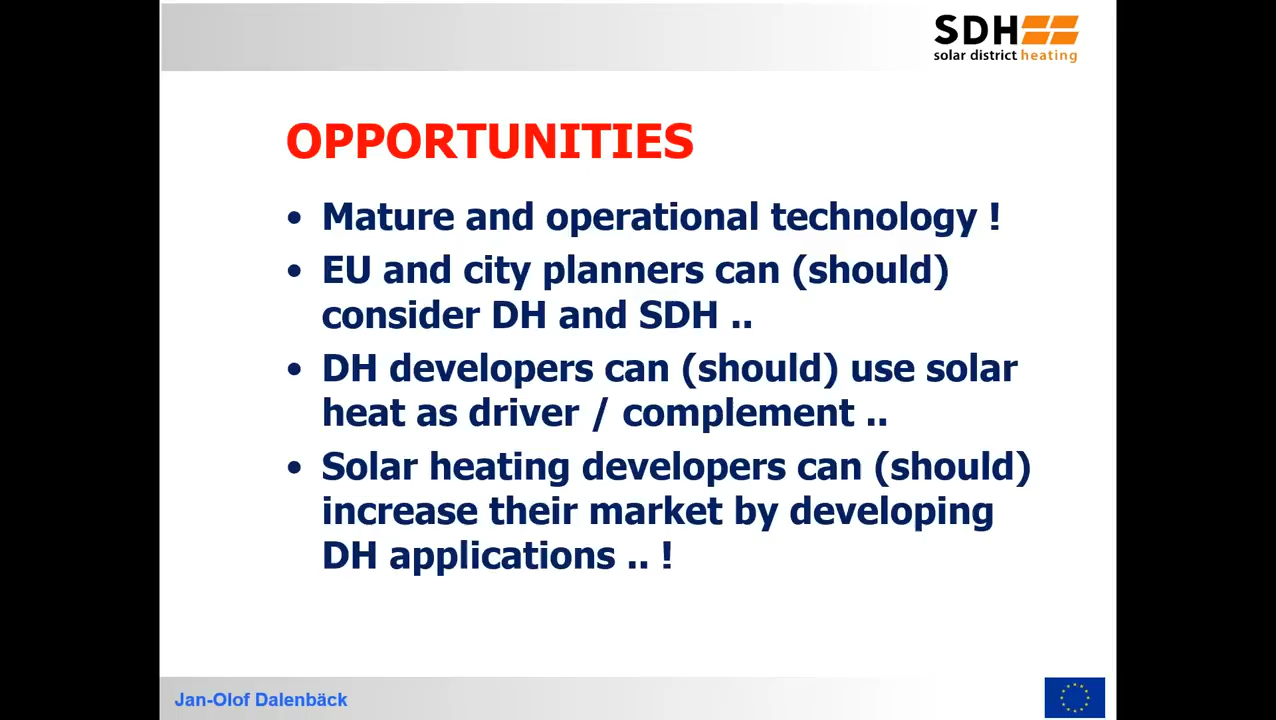 SDH
solar district heating
OPPORTUNITIES
• Mature and operational technology !
• EU and city planners can (should)
consider DH and SDH ..
• DH developers can (should) use solar
heat as driver / complement ..
• Solar heating developers can (should)
increase their market by developing
DH applications .. !
Jan-Olof Dalenbäck